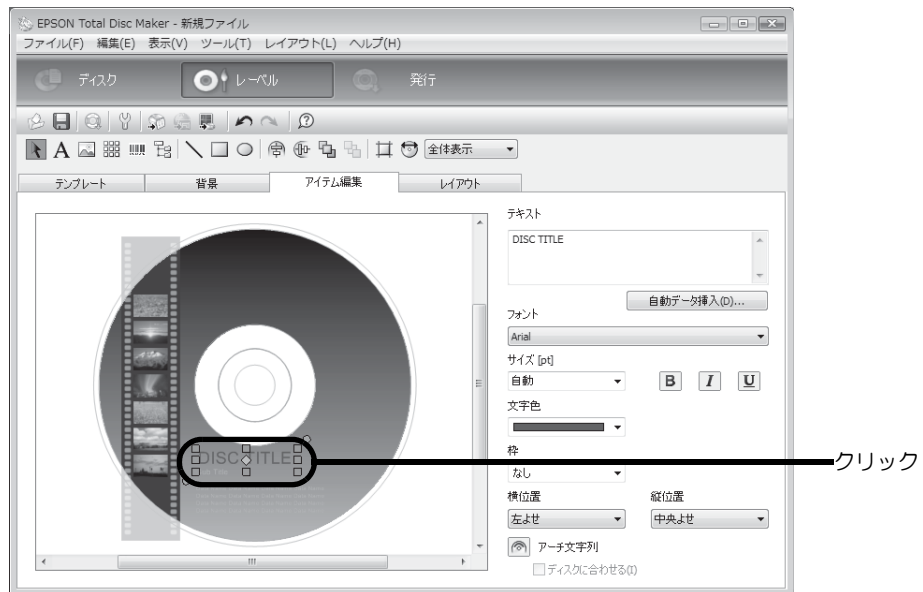 EPSON Total Disc Maker - 新規ファイル
ファイル(F) 編集(E) 表示(V) ツール(T) レイアウト(L) ヘルプ(H)
ディスク レーベル 発行
全体表示
テンプレート 背景 アイテム編集 レイアウト
テキスト
DISC TITLE
自動データ挿入(D)...
フォント
Arial
サイズ [pt]
自動 B I U
文字色
枠
なし
横位置 縦位置
左よせ 中央よせ
アーチ文字列
ディスクに合わせる(I)
DISC TITLE
クリック